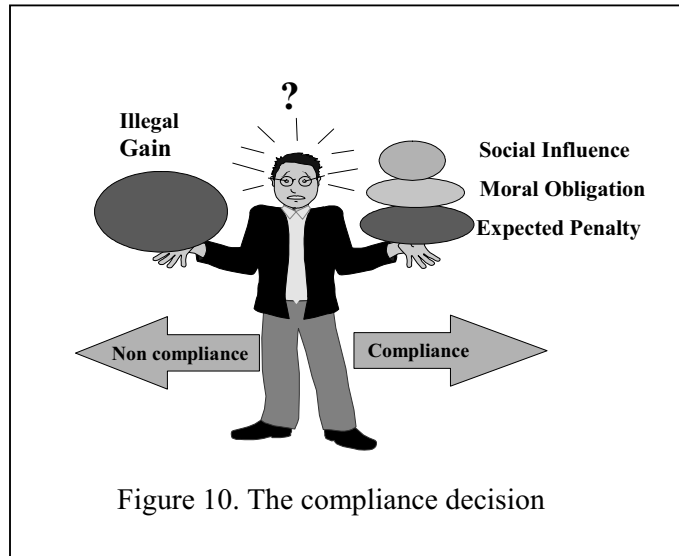 ?
Illegal
Gain
Social Influence
Moral Obligation
Expected Penalty
Non compliance
Compliance
Figure 10. The compliance decision